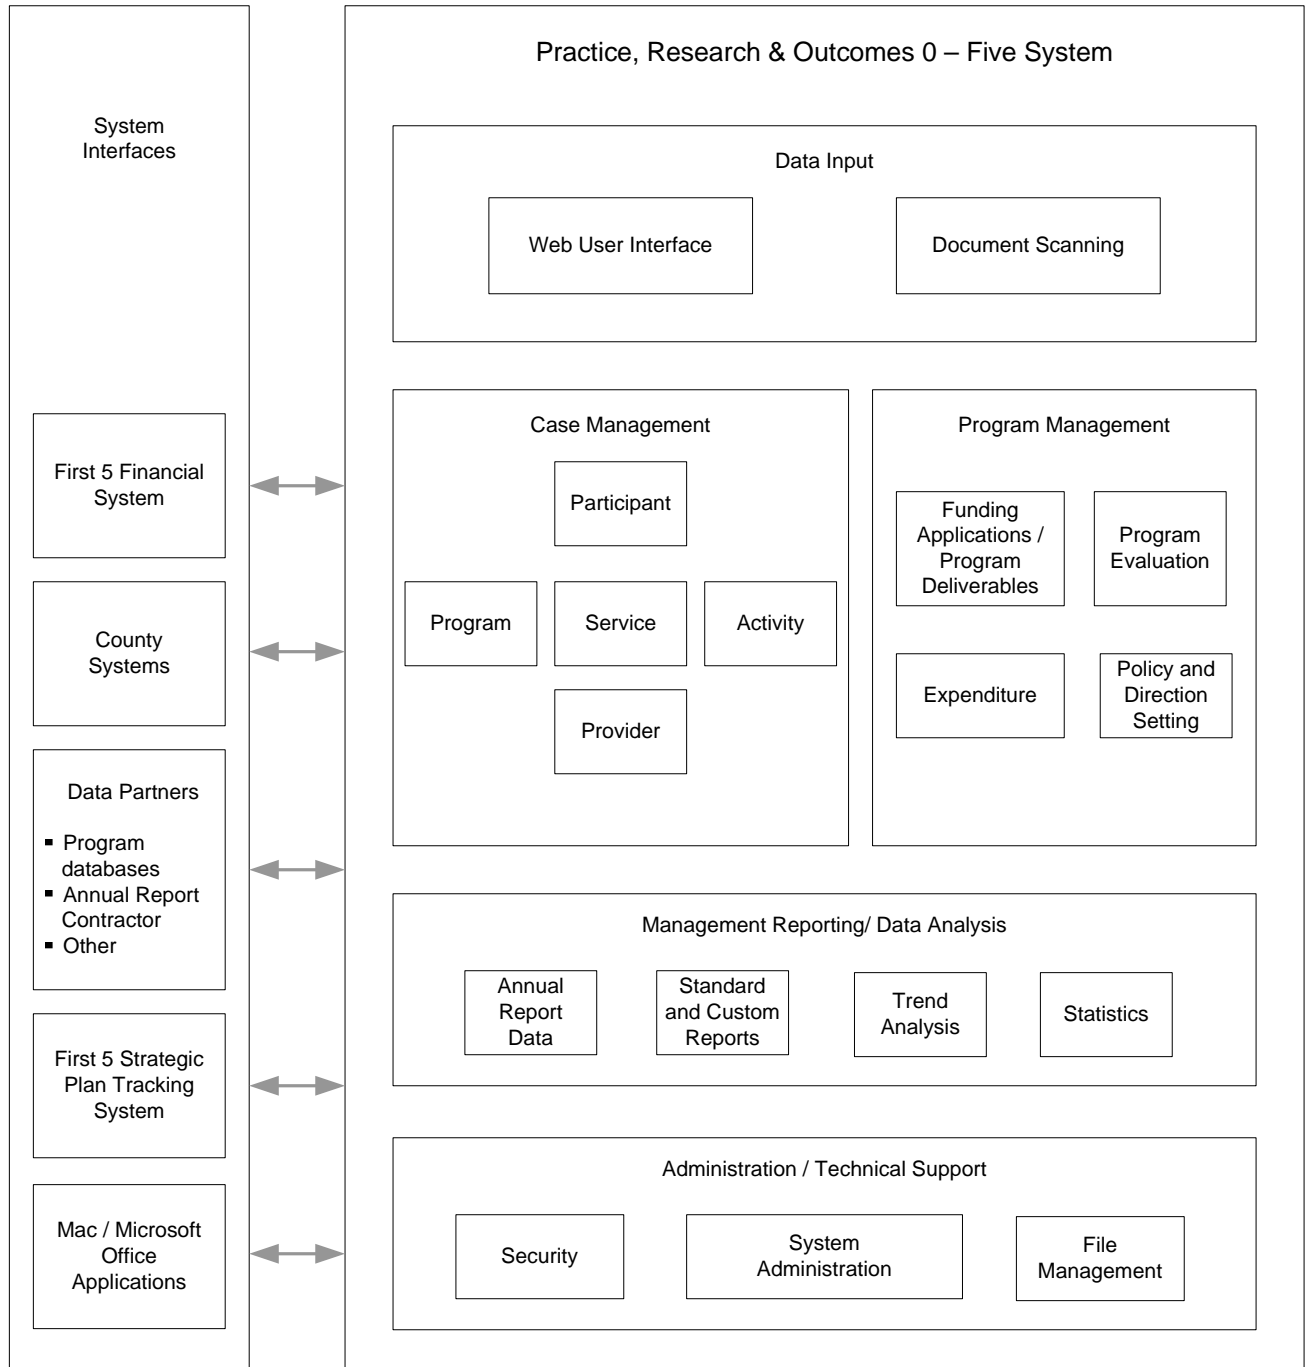 Practice, Research & Outcomes 0 – Five System
System
Interfaces
First 5 Financial
System
County
Systems
Data Partners
▪ Program
databases
▪ Annual Report
Contractor
▪ Other
First 5 Strategic
Plan Tracking
System
Mac / Microsoft
Office
Applications
Data Input
Web User Interface
Document Scanning
Case Management
Participant
Program
Service
Activity
Provider
Program Management
Funding
Applications /
Program
Deliverables
Program
Evaluation
Expenditure
Policy and
Direction
Setting
Management Reporting/ Data Analysis
Annual
Report
Data
Standard
and Custom
Reports
Trend
Analysis
Statistics
Administration / Technical Support
Security
System
Administration
File
Management